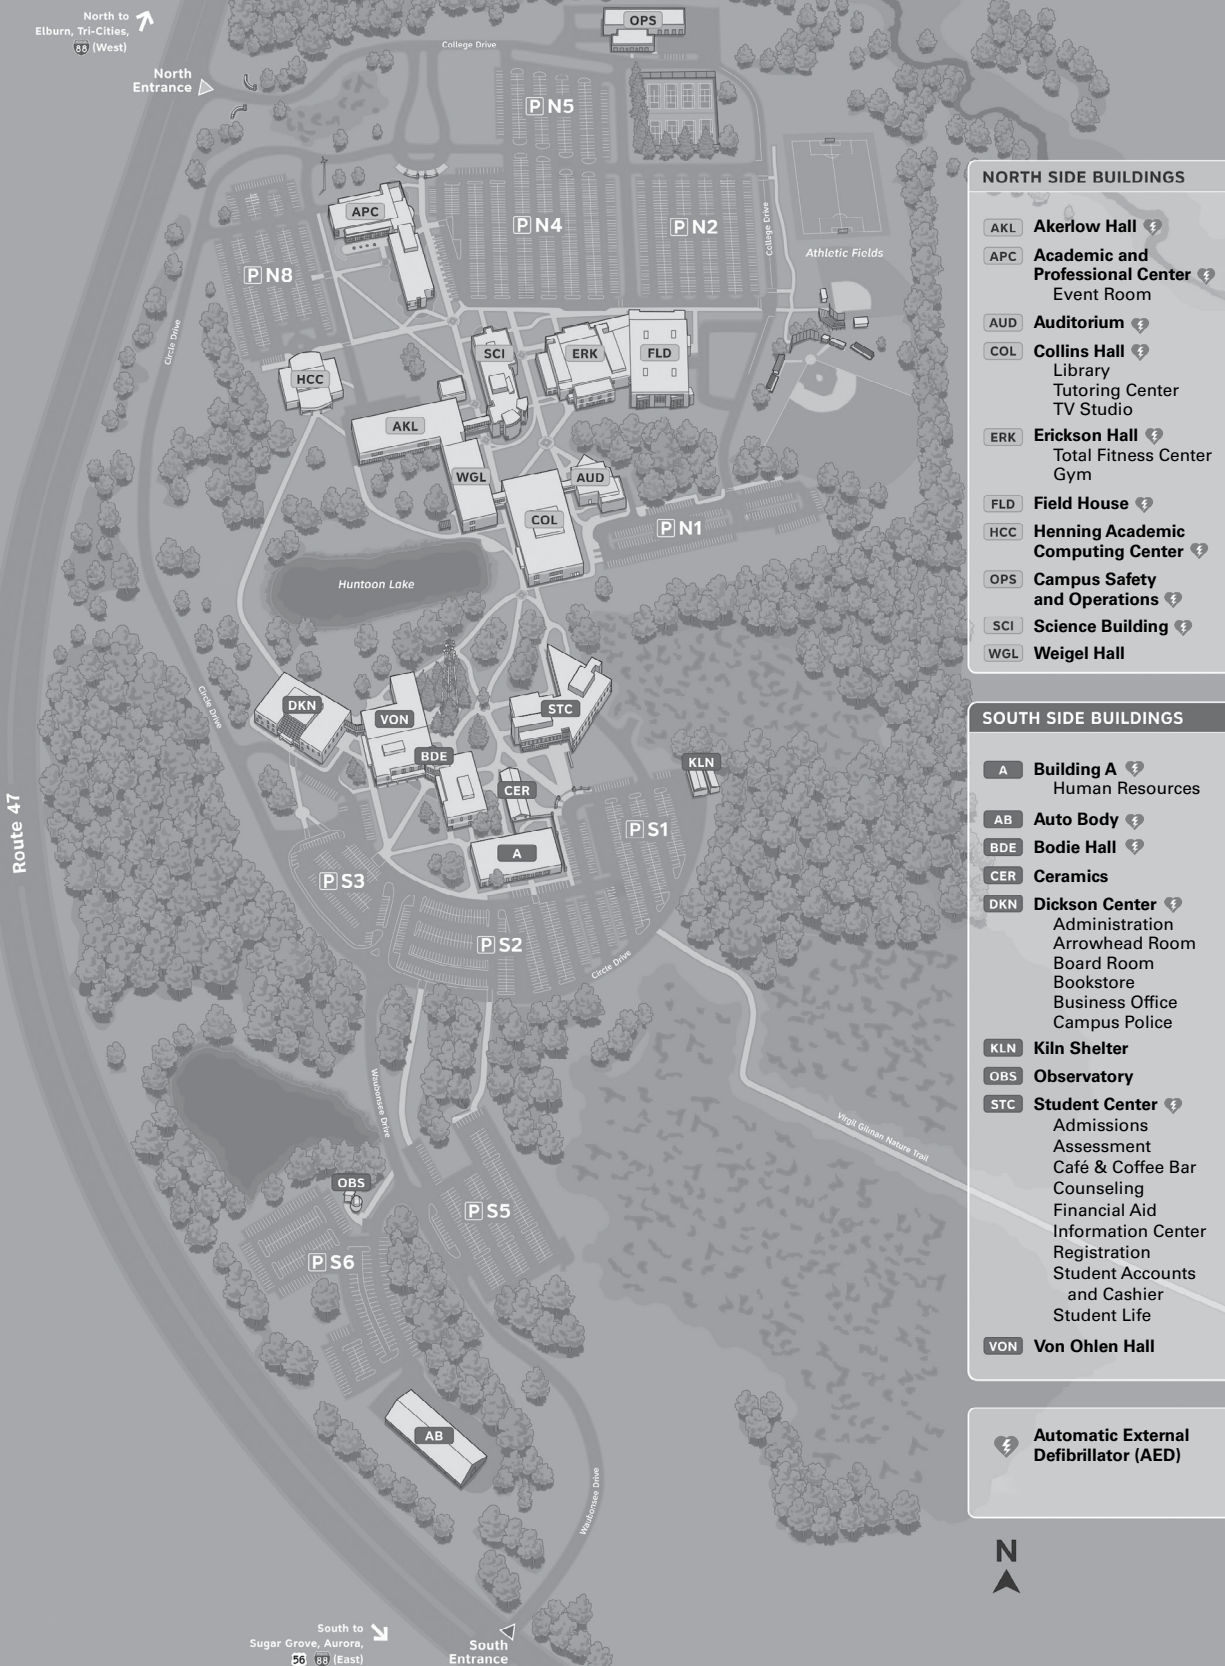 North to
Elburn, Tri-Cities,
88 (West)
North
Entrance
College Drive
OPS
P N5
P N4
P N2
College Drive
Athletic Fields
APC
P N8
Circle Drive
HCC
SCI
ERK
FLD
AKL
WGL
AUD
COL
P N1
Huntoon Lake
Circle Drive
DKN
VON
STC
BDE
KLN
CER
A
P S1
P S3
P S2
Circle Drive
Route 47
Waubonsee Drive
Virgil Gilman Nature Trail
OBS
P S5
P S6
AB
Waubonsee Drive
South to
Sugar Grove, Aurora,
56 88 (East)
South
Entrance
NORTH SIDE BUILDINGS
AKL Akerlow Hall
APC Academic and
Professional Center
Event Room
AUD Auditorium
COL Collins Hall
Library
Tutoring Center
TV Studio
ERK Erickson Hall
Total Fitness Center
Gym
FLD Field House
HCC Henning Academic
Computing Center
OPS Campus Safety
and Operations
SCI Science Building
WGL Weigel Hall
SOUTH SIDE BUILDINGS
A Building A
Human Resources
AB Auto Body
BDE Bodie Hall
CER Ceramics
DKN Dickson Center
Administration
Arrowhead Room
Board Room
Bookstore
Business Office
Campus Police
KLN Kiln Shelter
OBS Observatory
STC Student Center
Admissions
Assessment
Café & Coffee Bar
Counseling
Financial Aid
Information Center
Registration
Student Accounts
and Cashier
Student Life
VON Von Ohlen Hall
Automatic External
Defibrillator (AED)
N